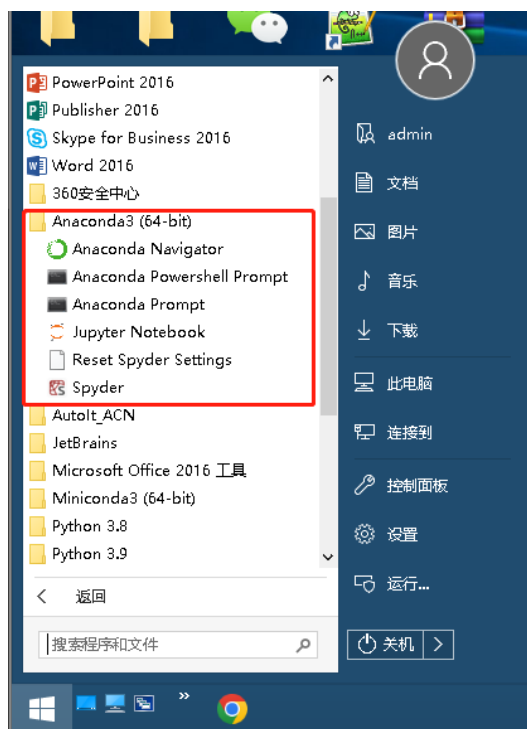 PowerPoint 2016
Publisher 2016
Skype for Business 2016
Word 2016
360安全中心
Anaconda3 (64-bit)
Anaconda Navigator
Anaconda Powershell Prompt
Anaconda Prompt
Jupyter Notebook
Reset Spyder Settings
Spyder
AutoIt_ACN
JetBrains
Microsoft Office 2016 工具
Miniconda3 (64-bit)
Python 3.8
Python 3.9
返回
搜索程序和文件
admin
文档
图片
音乐
下载
此电脑
连接到
控制面板
设置
运行...
关机